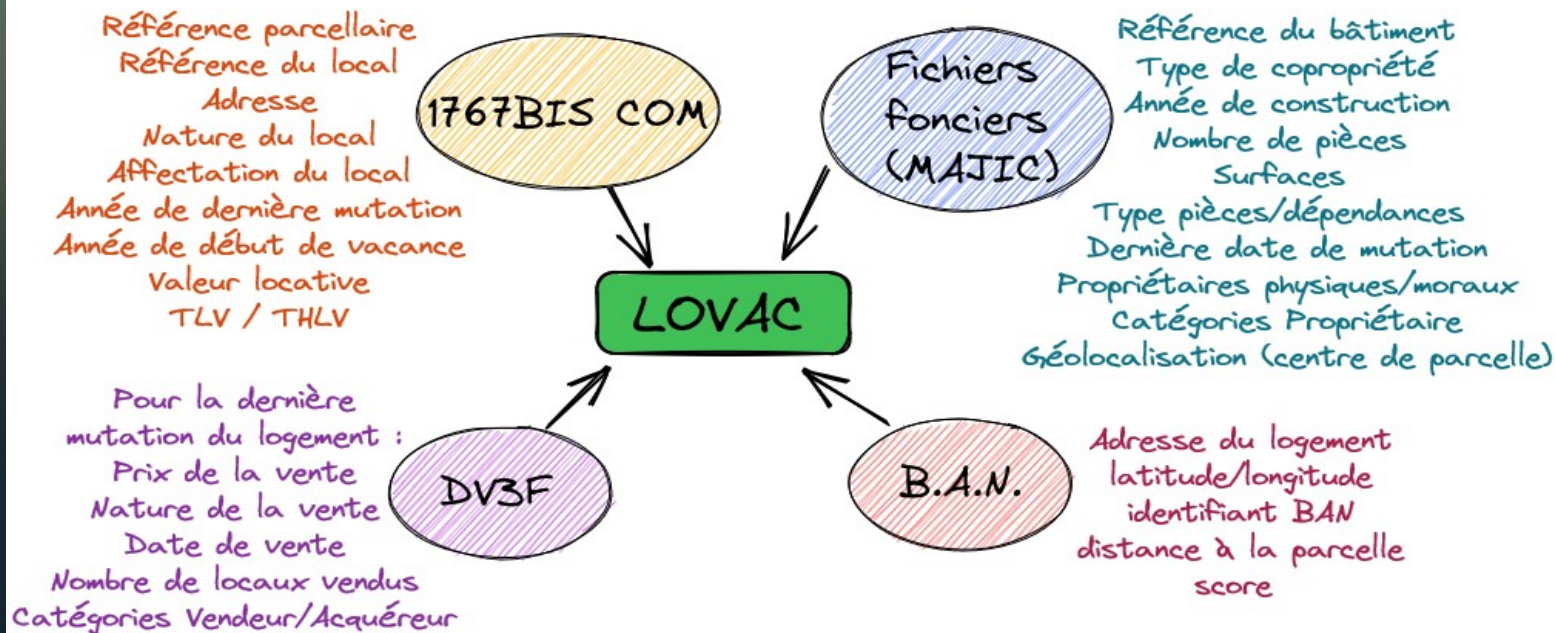 Référence parcellaire
Référence du local
Adresse
Nature du local
Affectation du local
Année de dernière mutation
Année de début de vacance
Valeur locative
TLV / THLV
1767BIS COM
Fichiers
fonciers
(MAJIC)
Référence du bâtiment
Type de copropriété
Année de construction
Nombre de pièces
Surfaces
Type pièces/dépendances
Dernière date de mutation
Propriétaires physiques/moraux
Catégories Propriétaire
Géolocalisation (centre de parcelle)
LOVAC
Pour la dernière
mutation du logement :
Prix de la vente
Nature de la vente
Date de vente
Nombre de locaux vendus
Catégories Vendeur/Acquéreur
DV3F
B.A.N.
Adresse du logement
latitude/longitude
identifiant BAN
distance à la parcelle
score